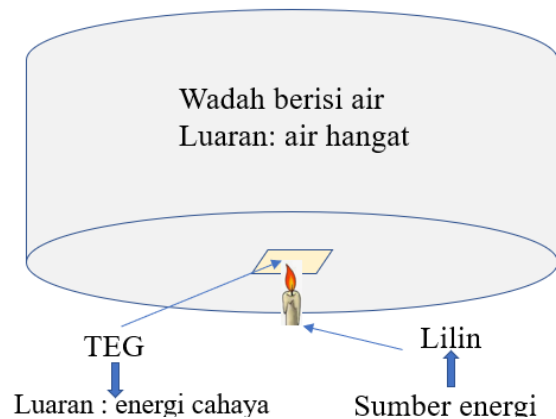 Wadah berisi air
Luaran: air hangat
TEG
Lilin
Luaran : energi cahaya
Sumber energi